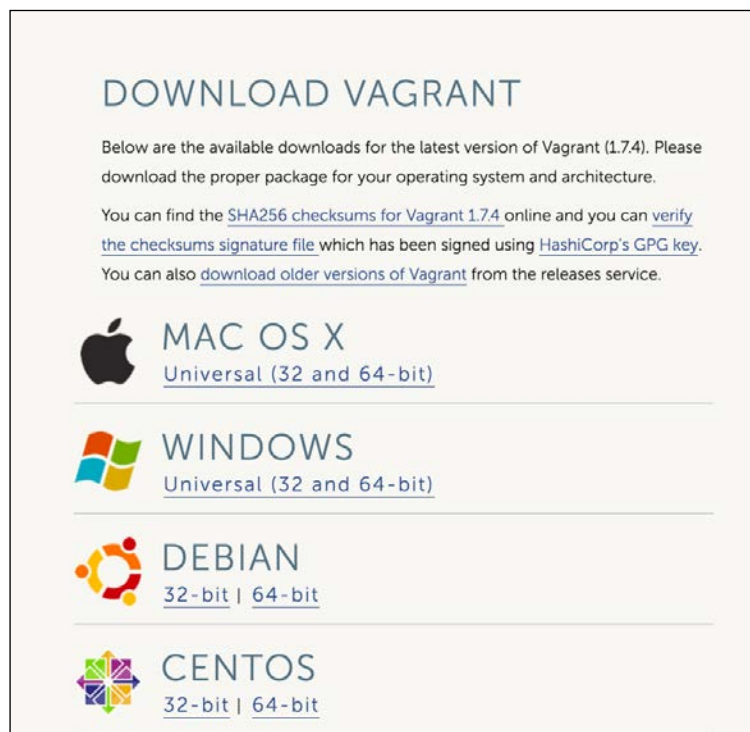 DOWNLOAD VAGRANT
Below are the available downloads for the latest version of Vagrant (1.7.4). Please
download the proper package for your operating system and architecture.
You can find the SHA256 checksums for Vagrant 1.7.4 online and you can verify
the checksums signature file which has been signed using HashiCorp's GPG key.
You can also download older versions of Vagrant from the releases service.
MAC OS X
Universal (32 and 64-bit)
WINDOWS
Universal (32 and 64-bit)
DEBIAN
32-bit | 64-bit
CENTOS
32-bit | 64-bit